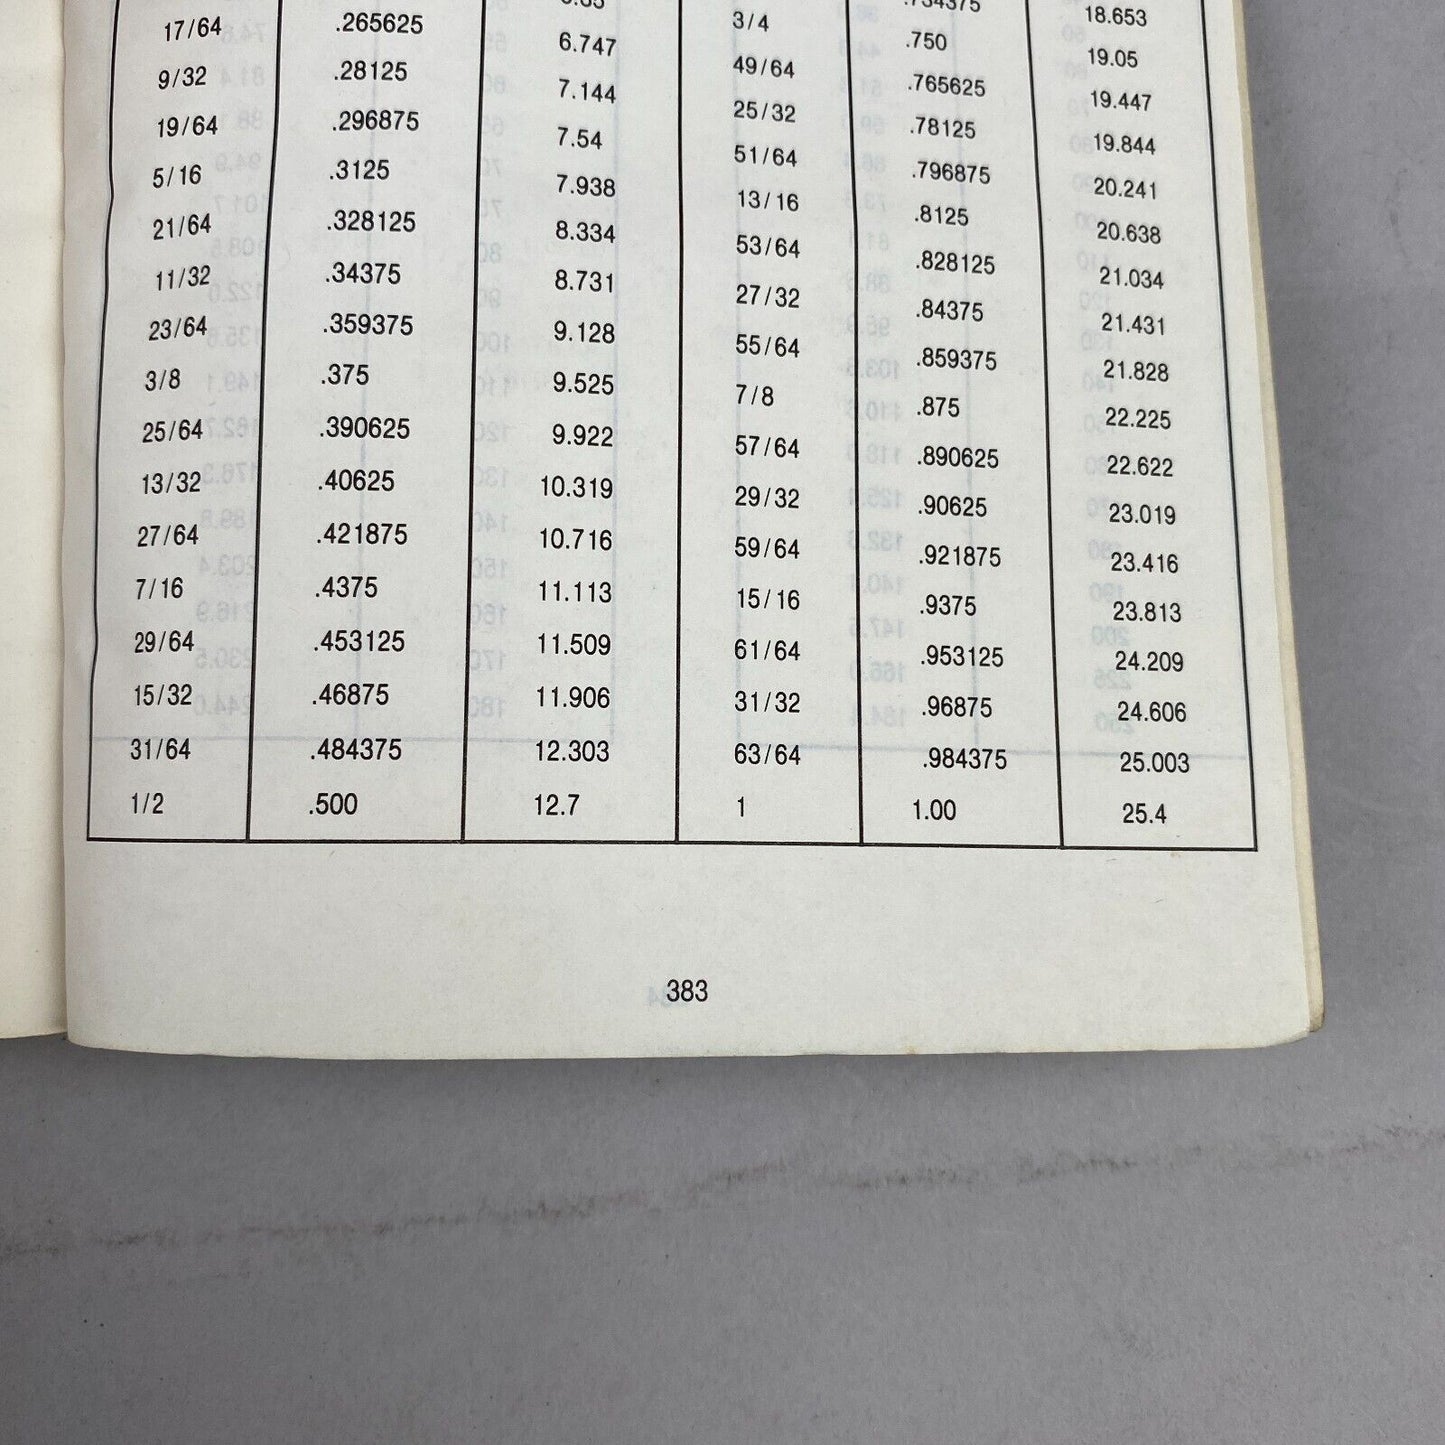 17/64 .265625 6.747 3/4 .750 19.05
9/32 .28125 7.144 49/64 .765625 19.447
19/64 .296875 7.54 25/32 .78125 19.844
5/16 .3125 7.938 51/64 .796875 20.241
21/64 .328125 8.334 13/16 .8125 20.638
11/32 .34375 8.731 53/64 .828125 21.034
23/64 .359375 9.128 27/32 .84375 21.431
3/8 .375 9.525 55/64 .859375 21.828
25/64 .390625 9.922 7/8 .875 22.225
13/32 .40625 10.319 57/64 .890625 22.622
27/64 .421875 10.716 29/32 .90625 23.019
7/16 .4375 11.113 59/64 .921875 23.416
29/64 .453125 11.509 15/16 .9375 23.813
15/32 .46875 11.906 61/64 .953125 24.209
31/64 .484375 12.303 31/32 .96875 24.606
1/2 .500 12.7 63/64 .984375 25.003
1 1.00 25.4
383